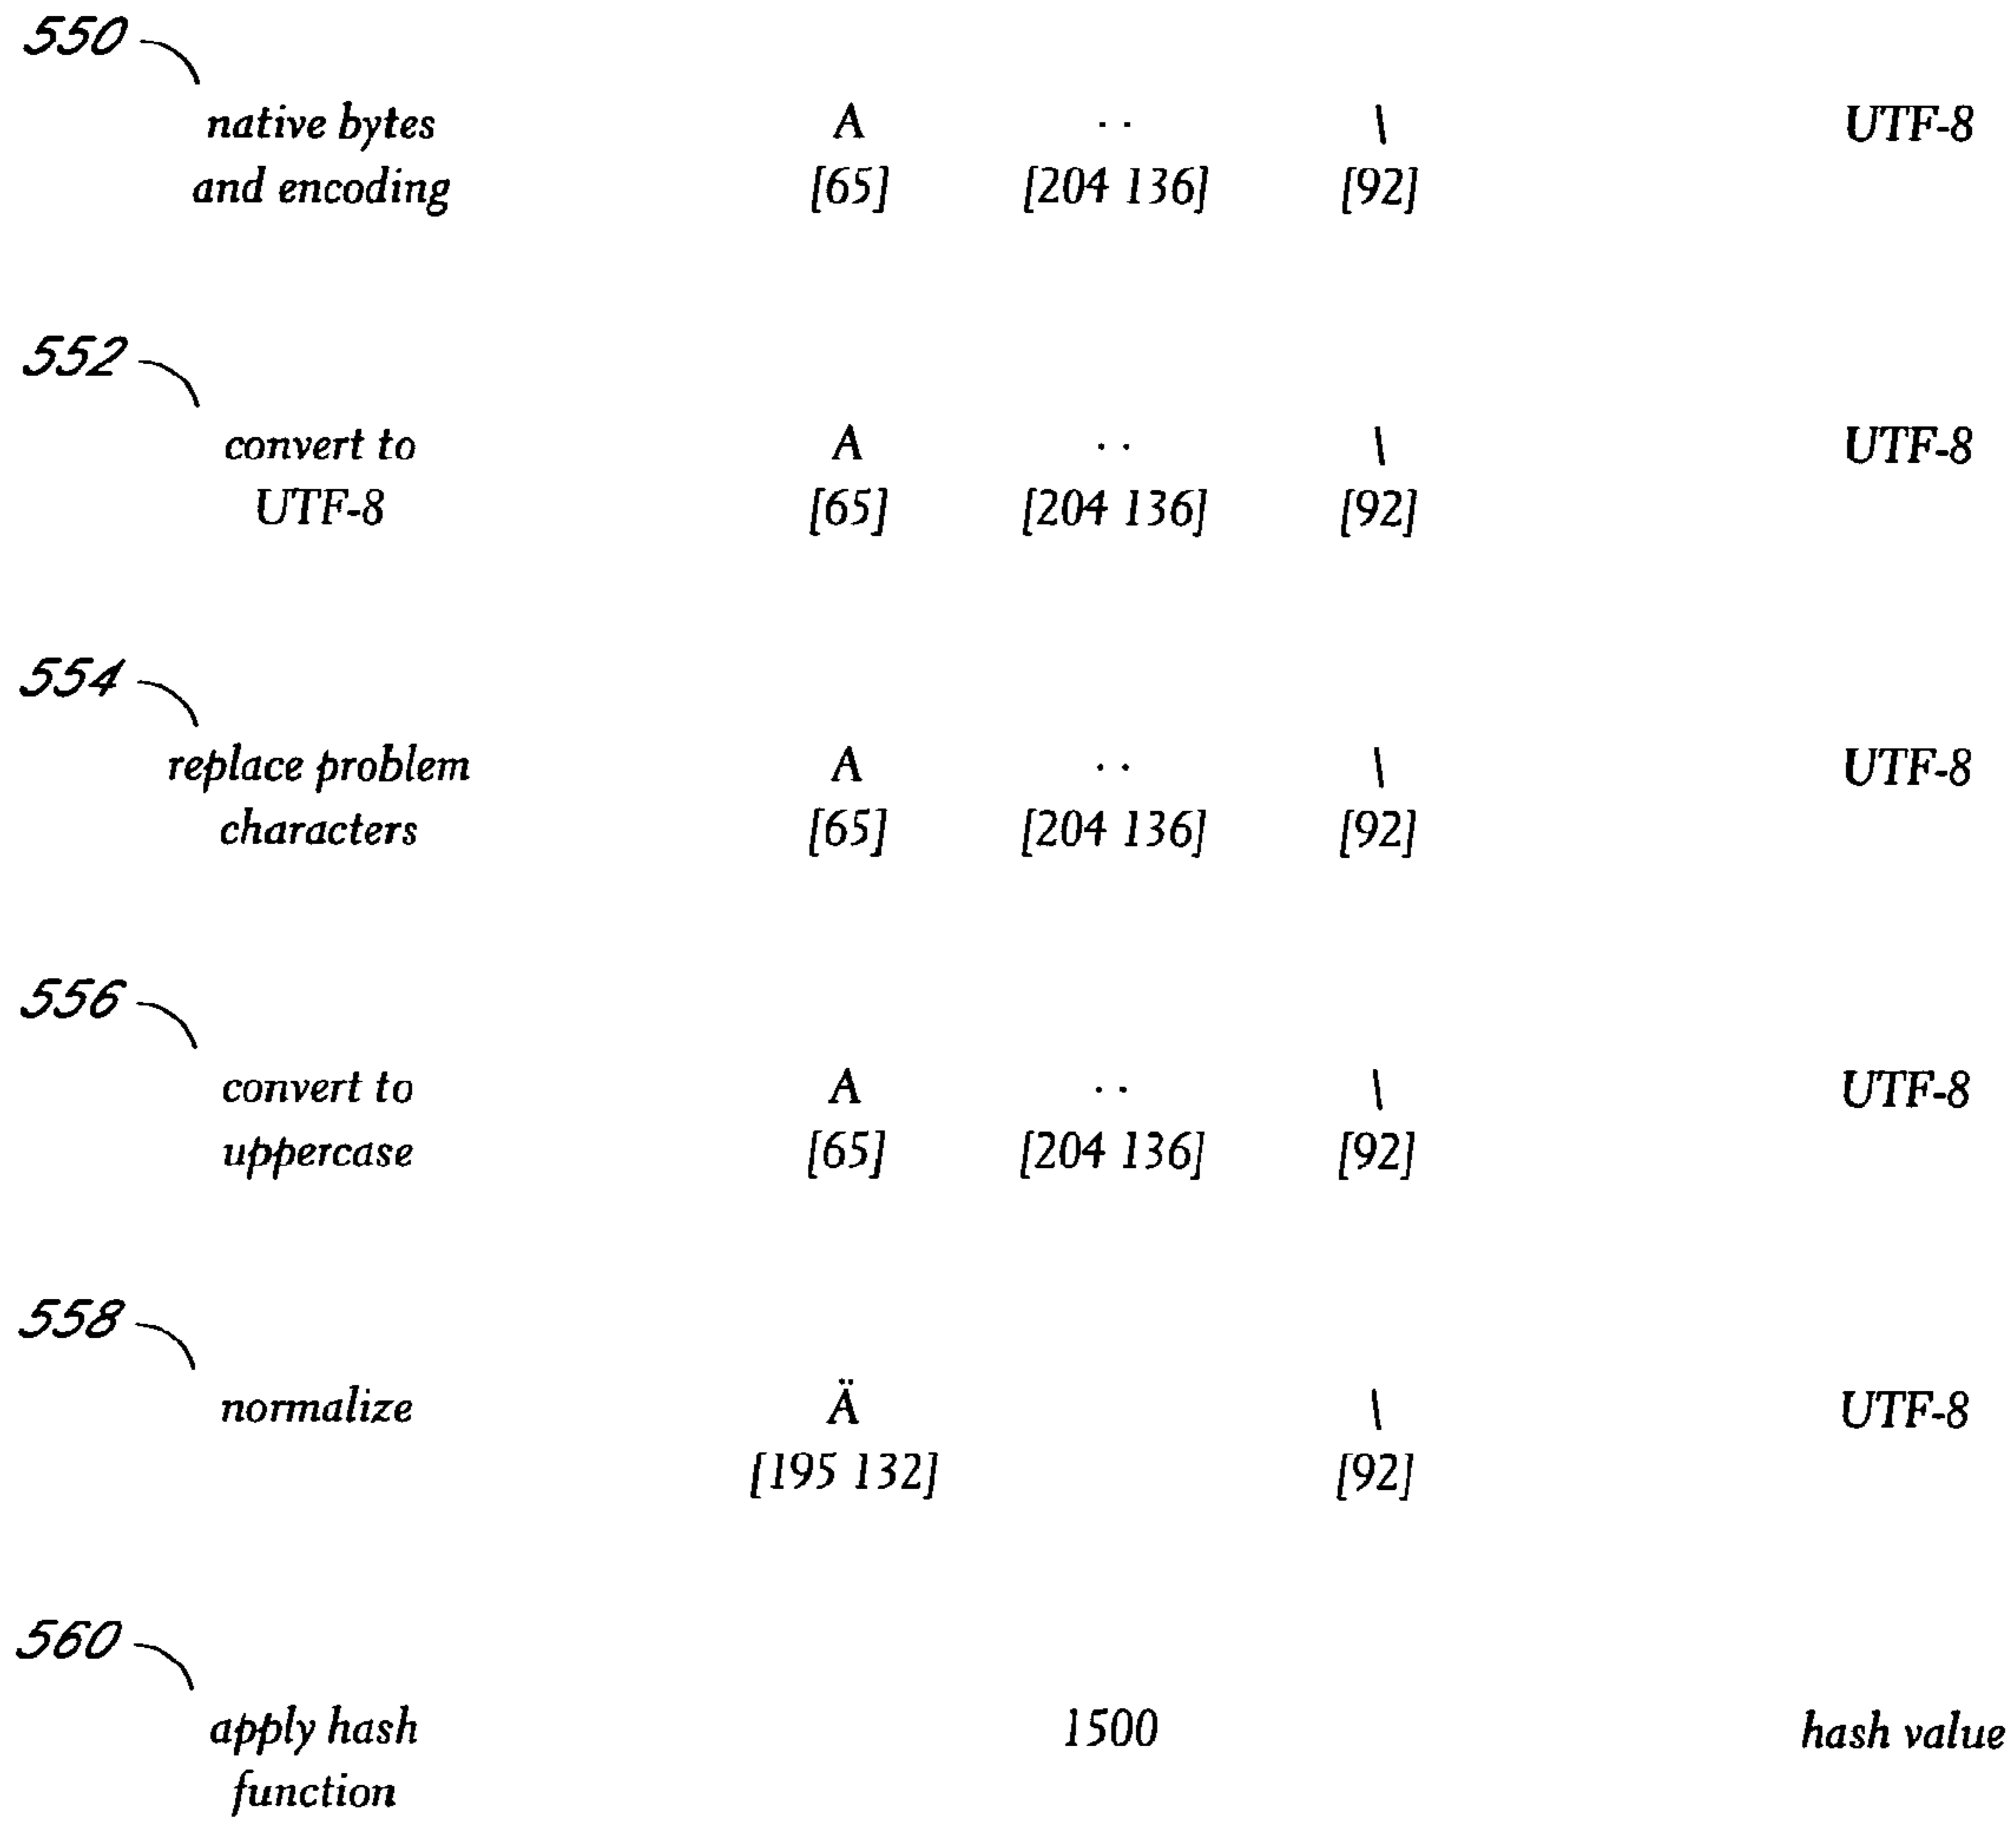 550
native bytes A ·· \ UTF-8
and encoding [65] [204 136] [92]
552
convert to A ·· \ UTF-8
UTF-8 [65] [204 136] [92]
554
replace problem A ·· \ UTF-8
characters [65] [204 136] [92]
556
convert to A ·· \ UTF-8
uppercase [65] [204 136] [92]
558
normalize Ä \ UTF-8
[195 132] [92]
560
apply hash 1500 hash value
function